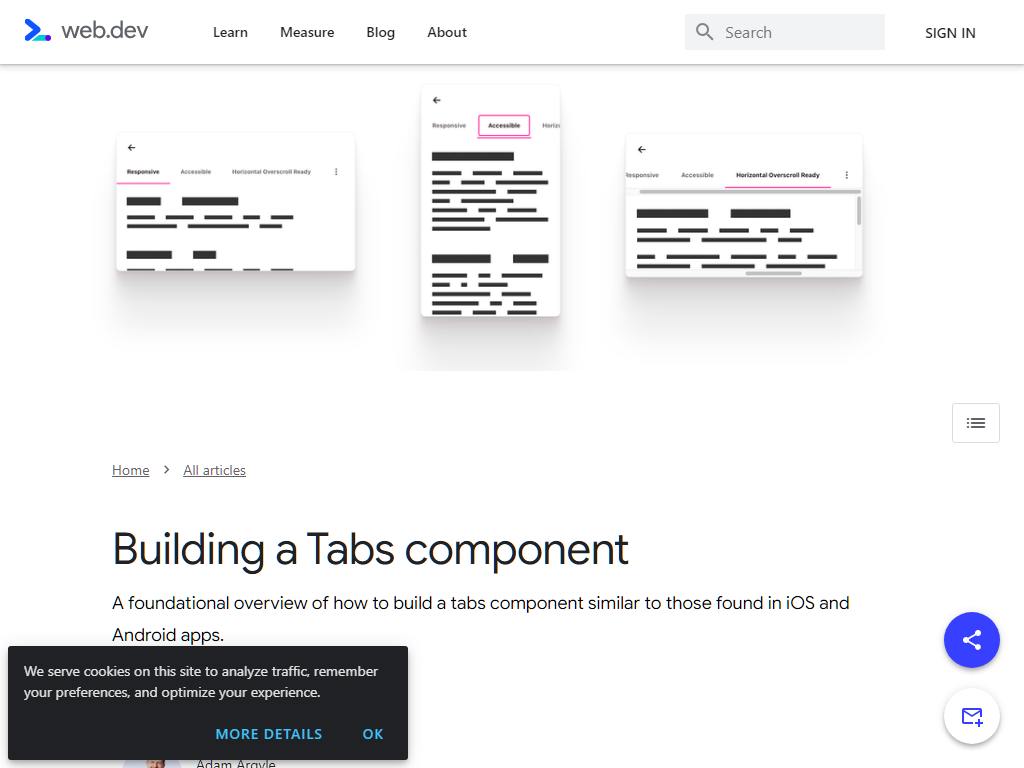 web.dev
Learn
Measure
Blog
About
Search
SIGN IN
Responsive
Accessible
Horizontal Overscroll Ready
Responsive
Accessible
Responsive
Accessible
Horizontal Overscroll Ready
Home
All articles
Building a Tabs component
A foundational overview of how to build a tabs component similar to those found in iOS and
Android apps.
We serve cookies on this site to analyze traffic, remember
your preferences, and optimize your experience.
MORE DETAILS
OK
Adam Argyle